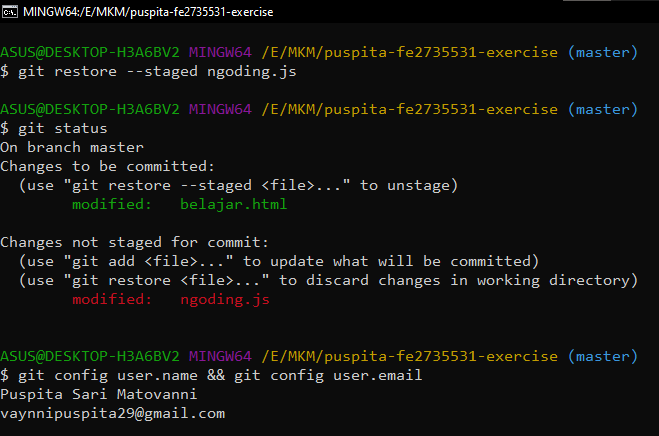 MINGW64:/E/MKM/puspita-fe2735531-exercise
ASUS@DESKTOP-H3A6BV2 MINGW64 /E/MKM/puspita-fe2735531-exercise (master)
$ git restore --staged ngoding.js
ASUS@DESKTOP-H3A6BV2 MINGW64 /E/MKM/puspita-fe2735531-exercise (master)
$ git status
On branch master
Changes to be committed:
  (use "git restore --staged <file>..." to unstage)
        modified:   belajar.html
Changes not staged for commit:
  (use "git add <file>..." to update what will be committed)
  (use "git restore <file>..." to discard changes in working directory)
        modified:   ngoding.js
ASUS@DESKTOP-H3A6BV2 MINGW64 /E/MKM/puspita-fe2735531-exercise (master)
$ git config user.name && git config user.email
Puspita Sari Matovanni
vaynnipuspita29@gmail.com